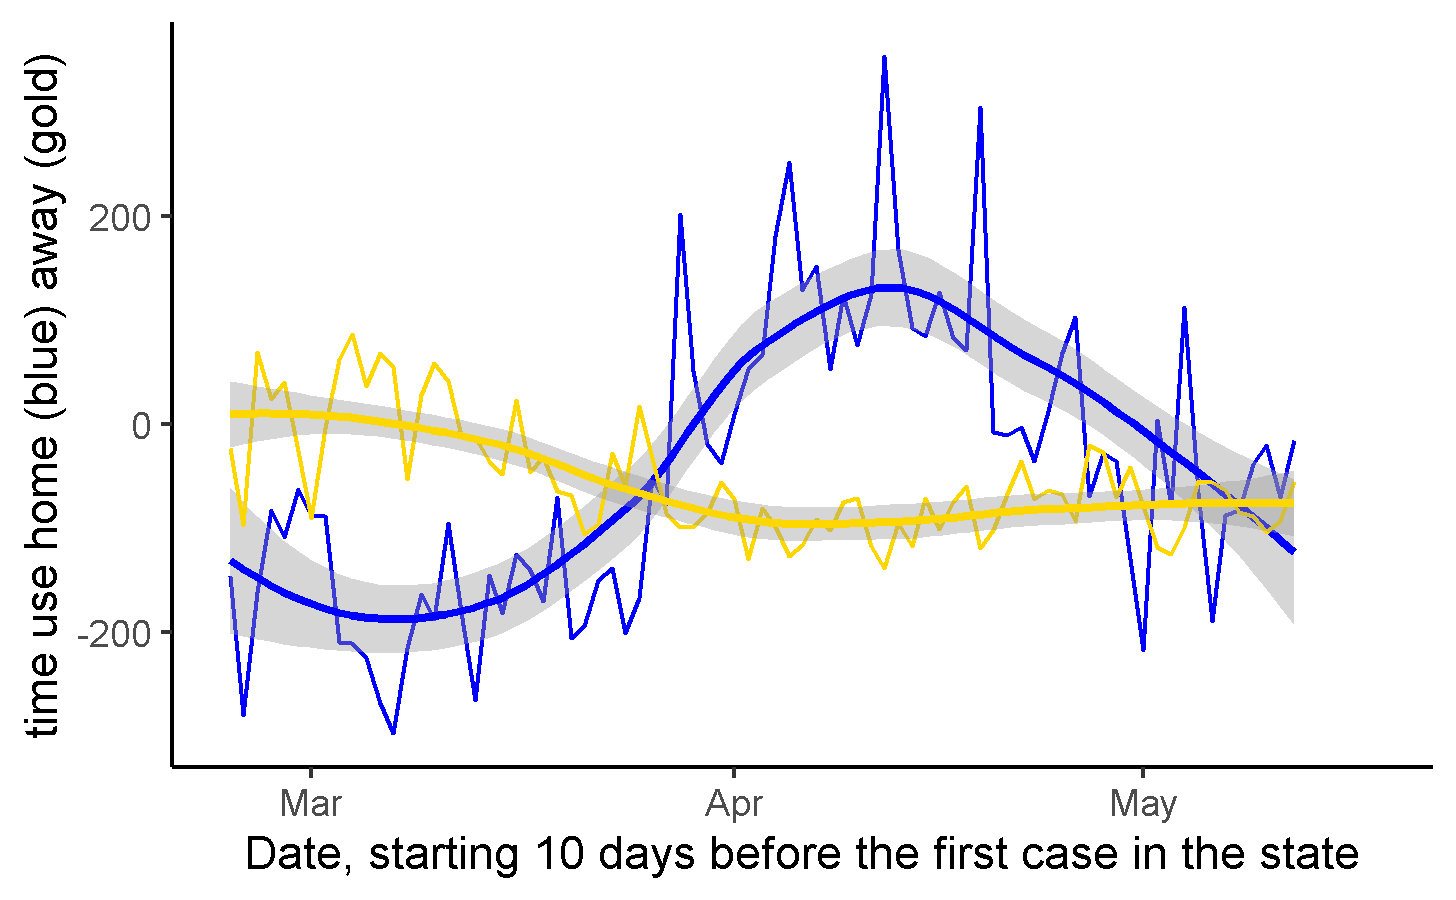 time use home (blue) away (gold)
200
0
-200
Mar
Apr
May
Date, starting 10 days before the first case in the state